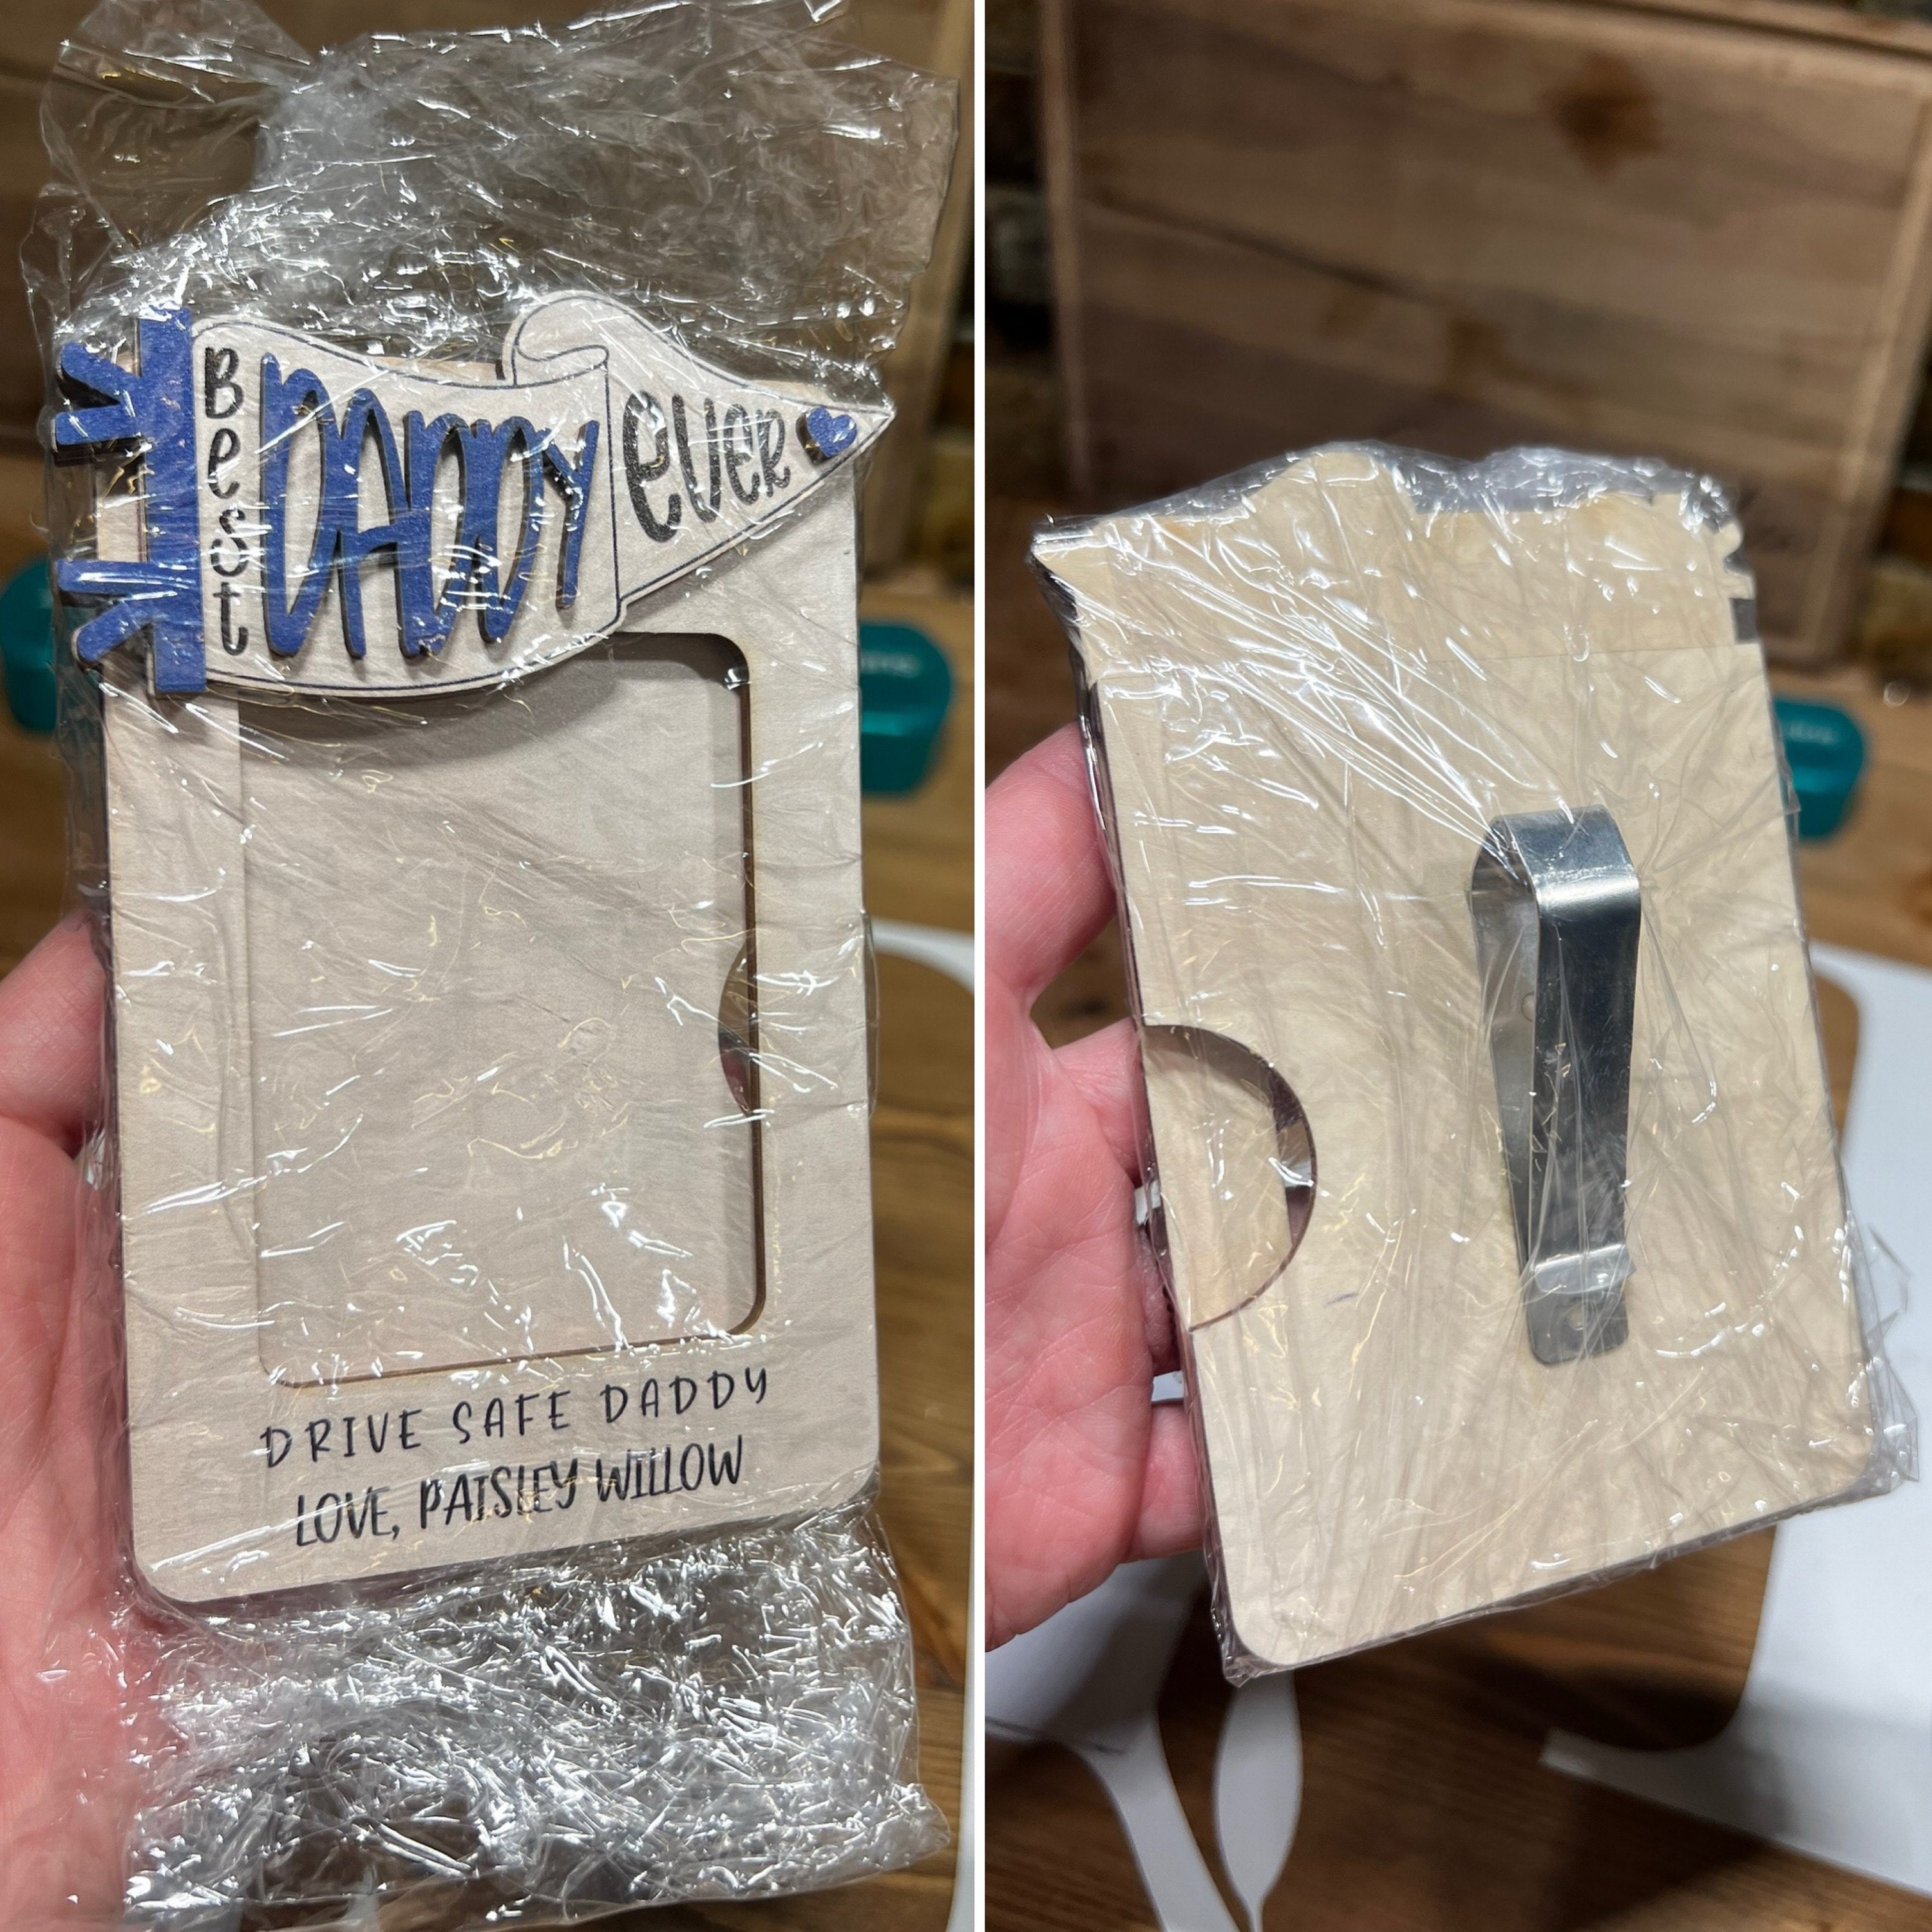 # Best DADDY ever
DRIVE SAFE DADDY
LOVE, PAISLEY WILLOW